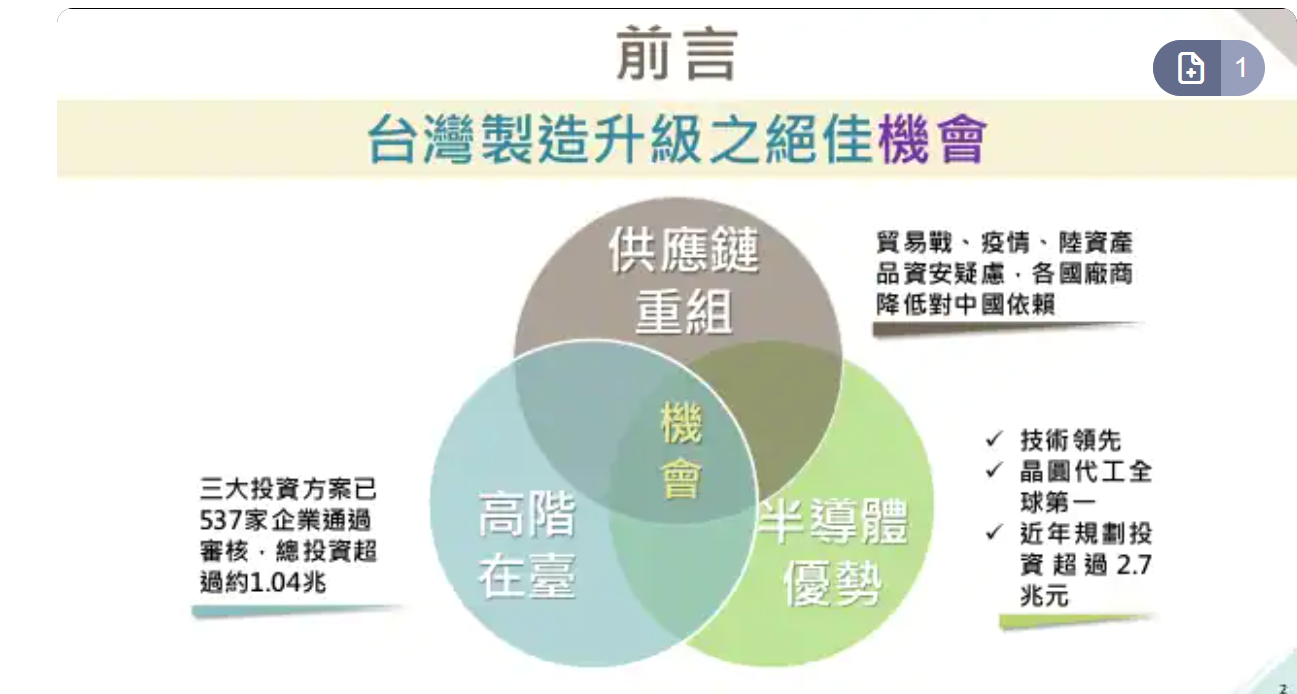 前言
1
台灣製造升級之絕佳機會
供應鏈
重組
貿易戰、疫情、陸資產
品資安疑慮，各國廠商
降低對中國依賴
機
會
高階
在臺
三大投資方案已
537家企業通過
審核，總投資超
過約1.04兆
半導體
優勢
✓ 技術領先
✓ 晶圓代工全
球第一
✓ 近年規劃投
資超過2.7
兆元
2